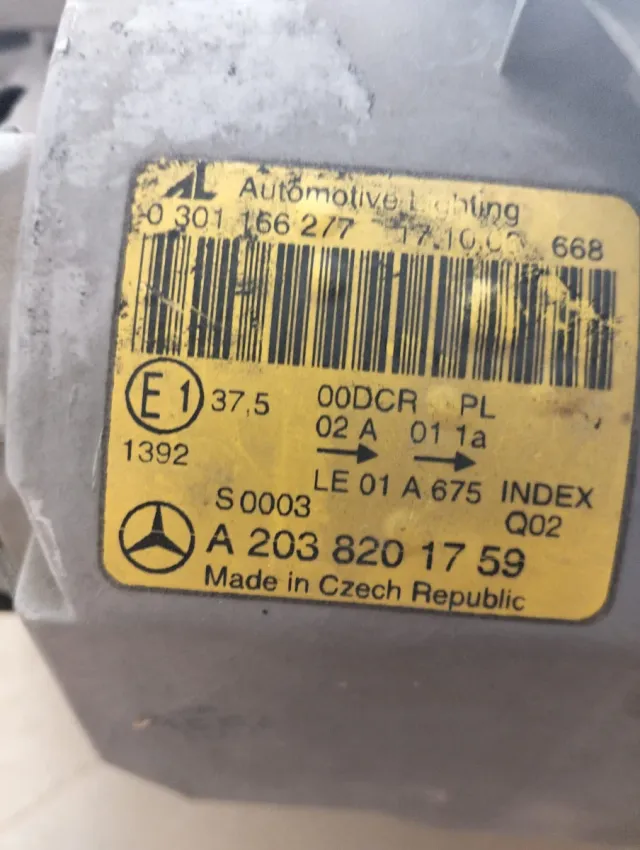 AL Automotive Lighting
0 301 166 277 668
E1 37,5 00DCR PL
02 A 01 1a
1392
LE 01 A 675 INDEX
S 0003 Q02
A 203 820 17 59
Made in Czech Republic